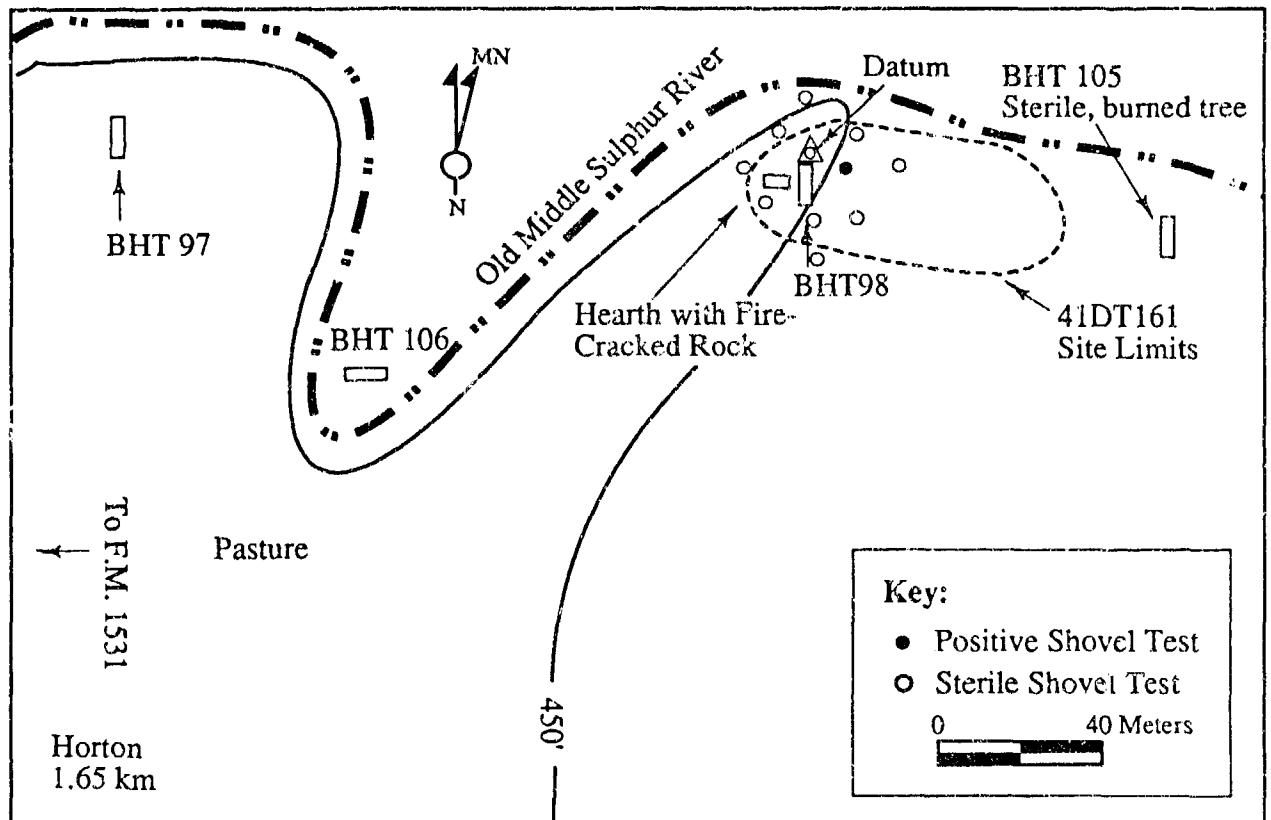 MN
N
Old Middle Sulphur River
Datum
BHT 105
Sterile, burned tree
BHT 97
BHT 106
BHT98
Hearth with Fire-
Cracked Rock
41DT161
Site Limits
To F.M. 1531
Pasture
450'
Horton
1.65 km
Key:
Positive Shovel Test
Sterile Shovel Test
0 40 Meters